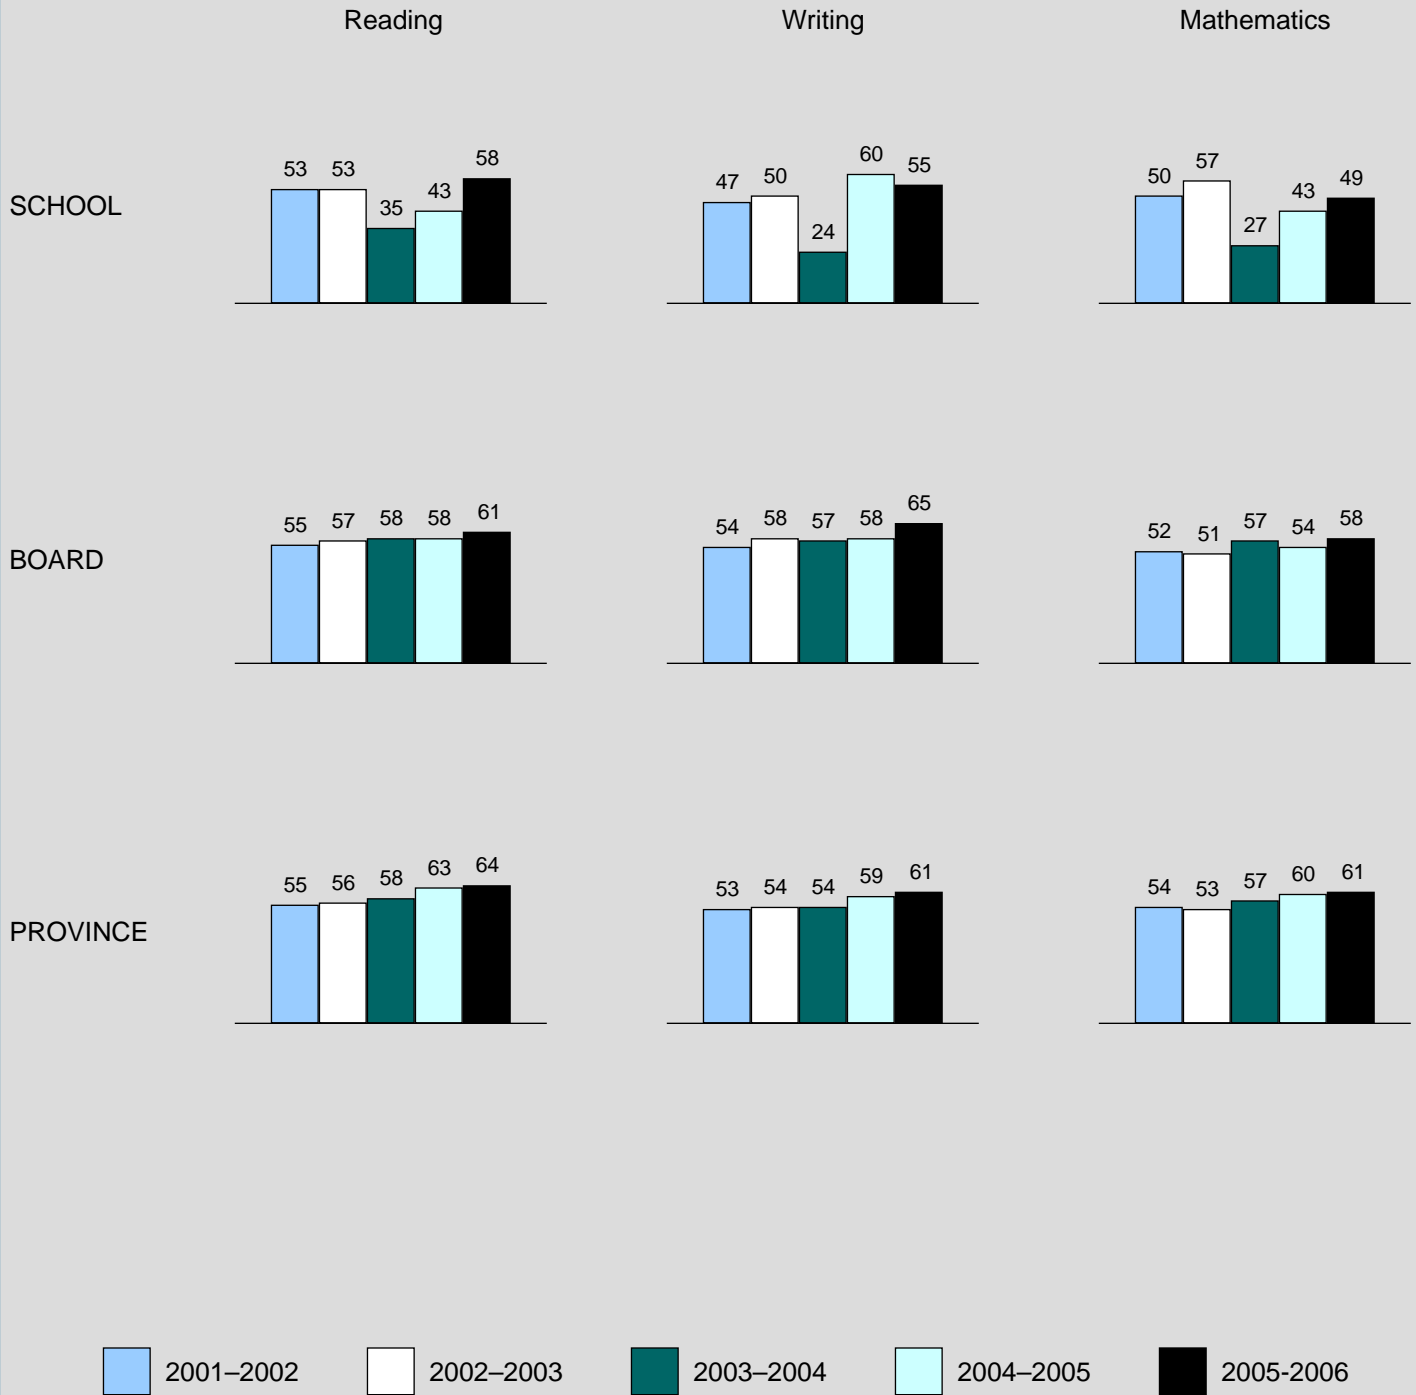 Reading Writing Mathematics
SCHOOL
53 53 35 43 58
47 50 24 60 55
50 57 27 43 49
BOARD
55 57 58 58 61
54 58 57 58 65
52 51 57 54 58
PROVINCE
55 56 58 63 64
53 54 54 59 61
54 53 57 60 61
2001–2002 2002–2003 2003–2004 2004–2005 2005-2006